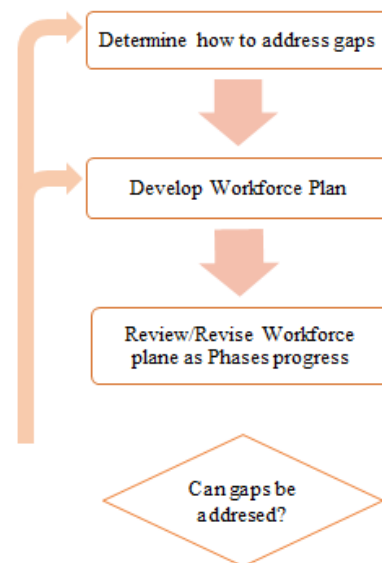 Determine how to address gaps
Develop Workforce Plan
Review/Revise Workforce
plane as Phases progress
Can gaps be
addresed?